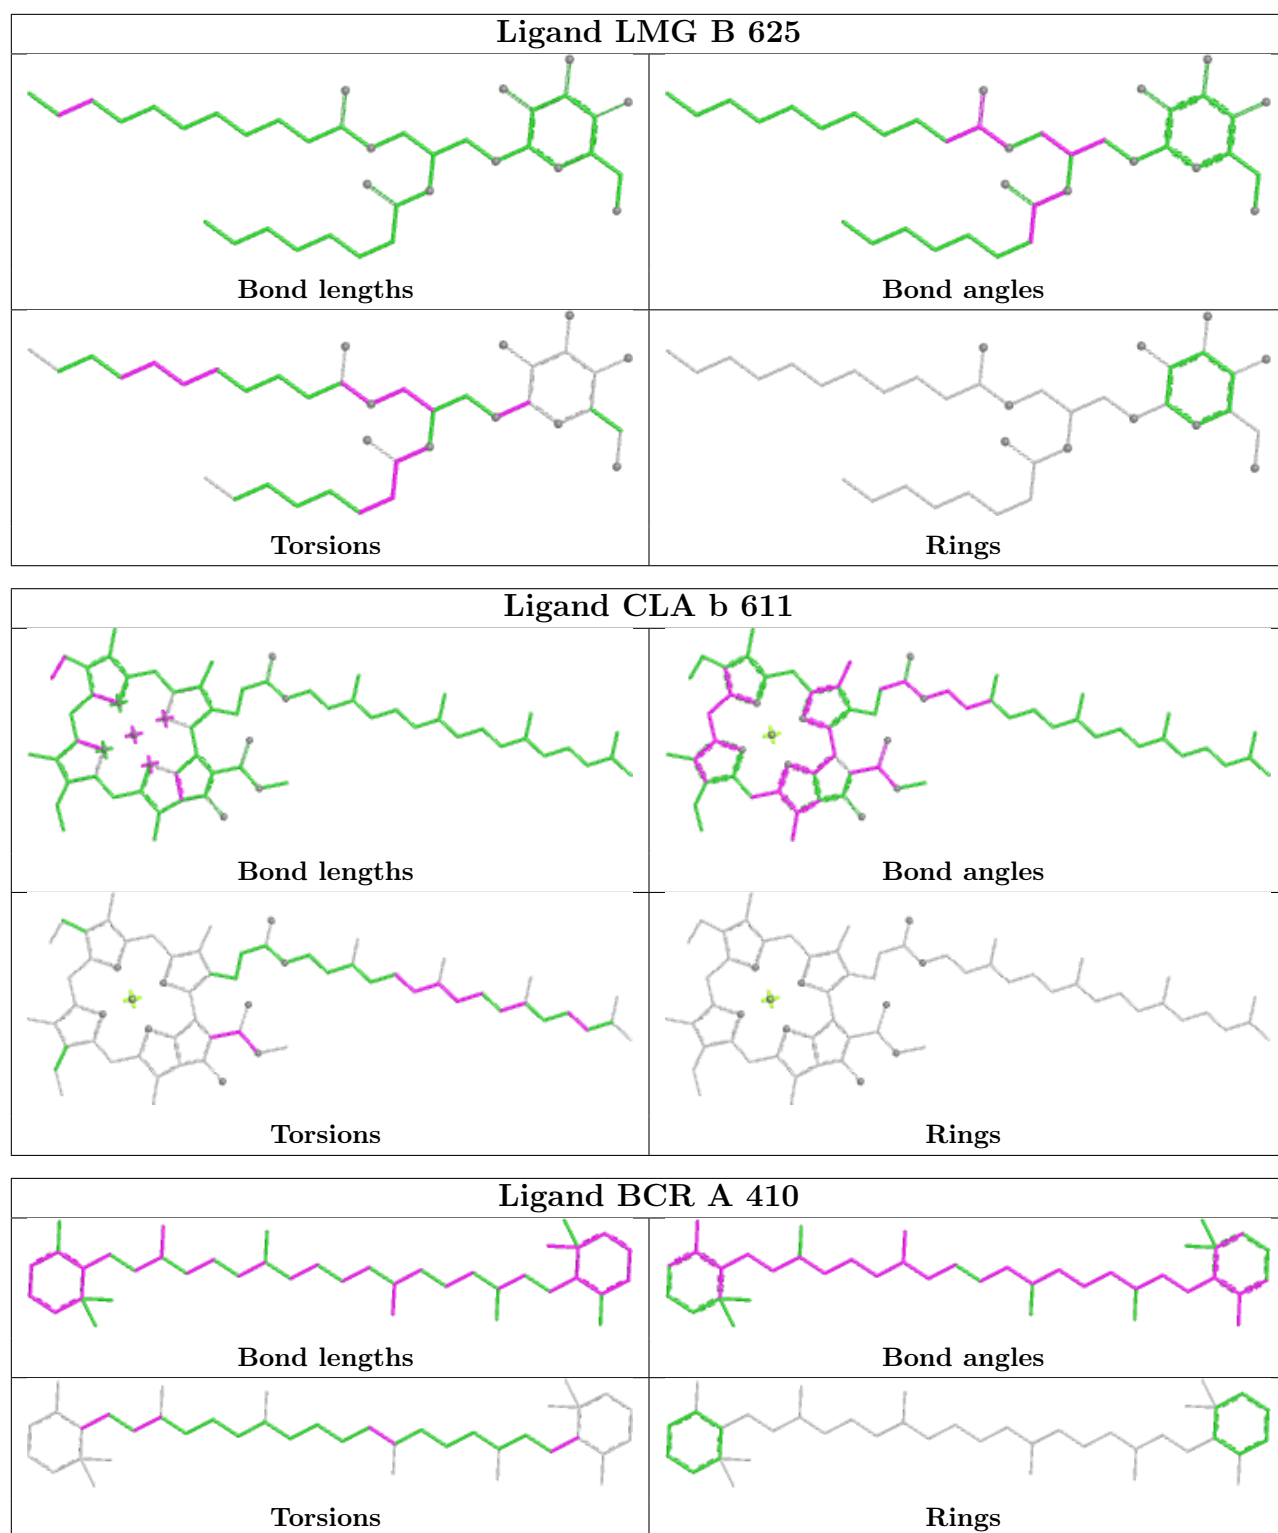 Ligand LMG B 625
Bond lengths
Bond angles
Torsions
Rings
Ligand CLA b 611
Bond lengths
Bond angles
Torsions
Rings
Ligand BCR A 410
Bond lengths
Bond angles
Torsions
Rings